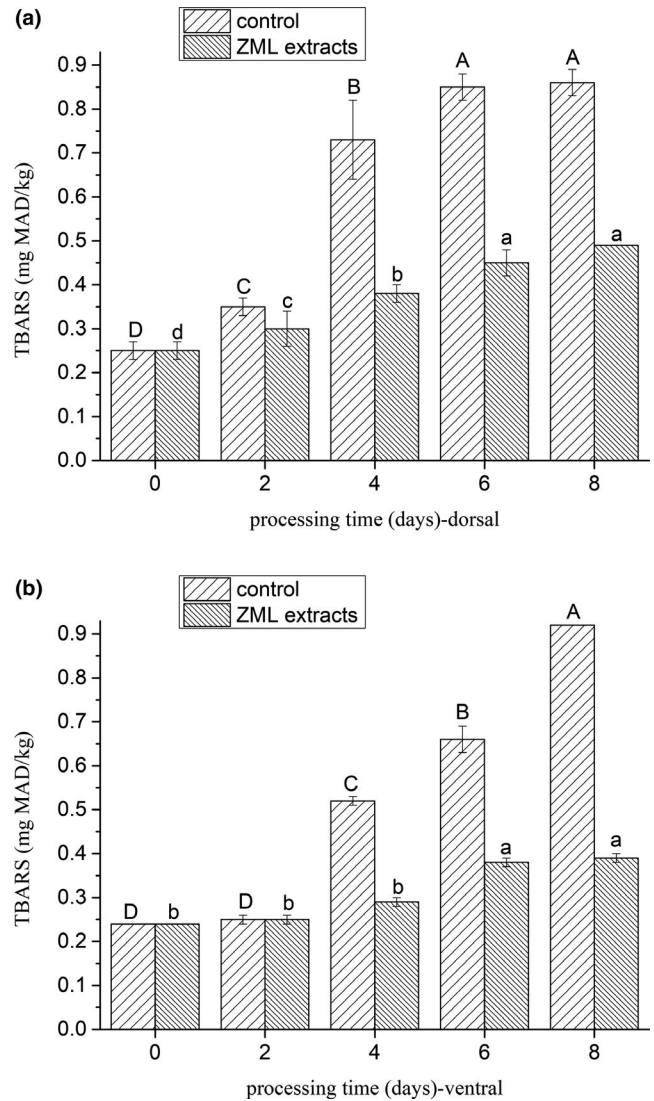 (a)
control
ZML extracts
TBARS (mg MAD/kg)
0.9
0.8
0.7
0.6
0.5
0.4
0.3
0.2
0.1
0.0
D d C c B b A a A a
0 2 4 6 8
processing time (days)-dorsal
(b)
control
ZML extracts
TBARS (mg MAD/kg)
0.9
0.8
0.7
0.6
0.5
0.4
0.3
0.2
0.1
0.0
D b D b C b B a A a
0 2 4 6 8
processing time (days)-ventral